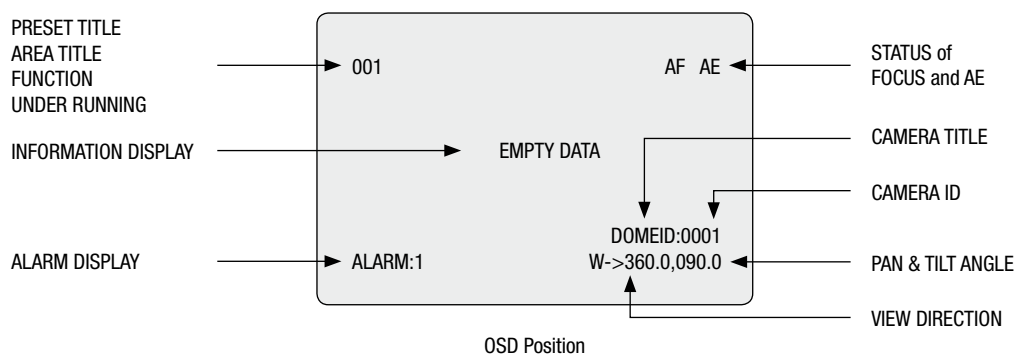 PRESET TITLE
AREA TITLE
FUNCTION
UNDER RUNNING
INFORMATION DISPLAY
ALARM DISPLAY
001
AF AE
EMPTY DATA
DOMEID:0001
ALARM:1
W->360.0,090.0
STATUS of
FOCUS and AE
CAMERA TITLE
CAMERA ID
PAN & TILT ANGLE
VIEW DIRECTION
OSD Position